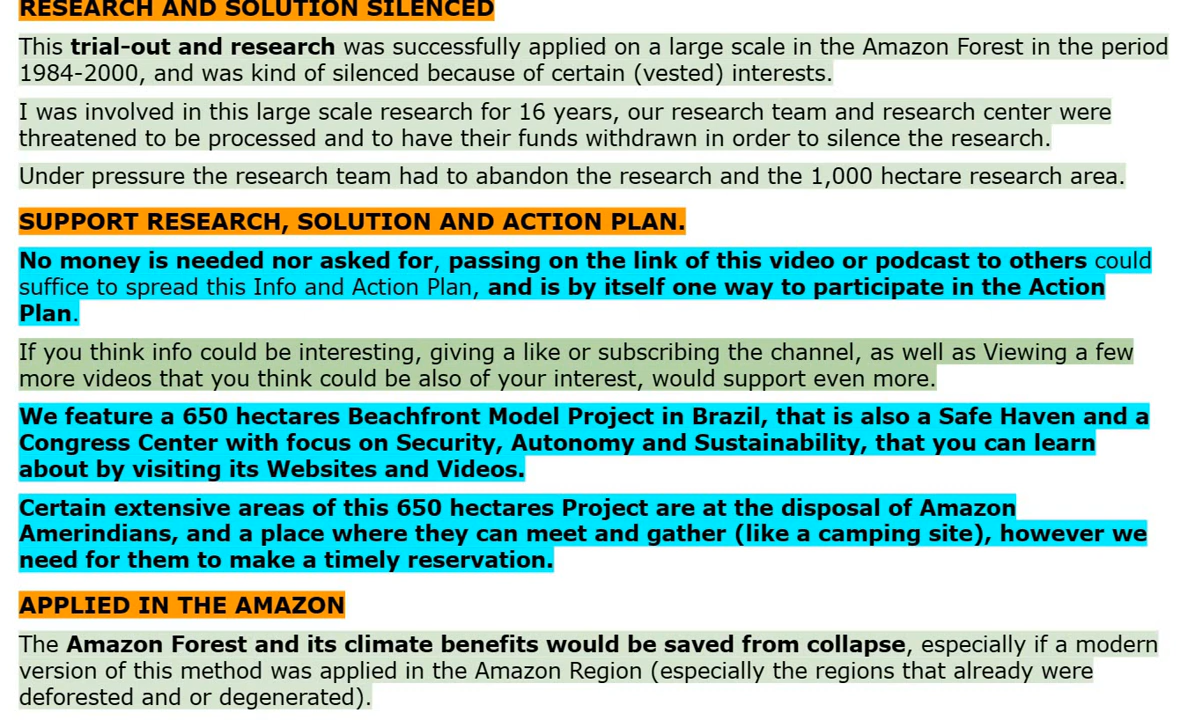 RESEARCH AND SOLUTION SILENCED
This trial-out and research was successfully applied on a large scale in the Amazon Forest in the period
1984-2000, and was kind of silenced because of certain (vested) interests.
I was involved in this large scale research for 16 years, our research team and research center were
threatened to be processed and to have their funds withdrawn in order to silence the research.
Under pressure the research team had to abandon the research and the 1,000 hectare research area.
SUPPORT RESEARCH, SOLUTION AND ACTION PLAN.
No money is needed nor asked for, passing on the link of this video or podcast to others could
suffice to spread this Info and Action Plan, and is by itself one way to participate in the Action
Plan.
If you think info could be interesting, giving a like or subscribing the channel, as well as Viewing a few
more videos that you think could be also of your interest, would support even more.
We feature a 650 hectares Beachfront Model Project in Brazil, that is also a Safe Haven and a
Congress Center with focus on Security, Autonomy and Sustainability, that you can learn
about by visiting its Websites and Videos.
Certain extensive areas of this 650 hectares Project are at the disposal of Amazon
Amerindians, and a place where they can meet and gather (like a camping site), however we
need for them to make a timely reservation.
APPLIED IN THE AMAZON
The Amazon Forest and its climate benefits would be saved from collapse, especially if a modern
version of this method was applied in the Amazon Region (especially the regions that already were
deforested and or degenerated).